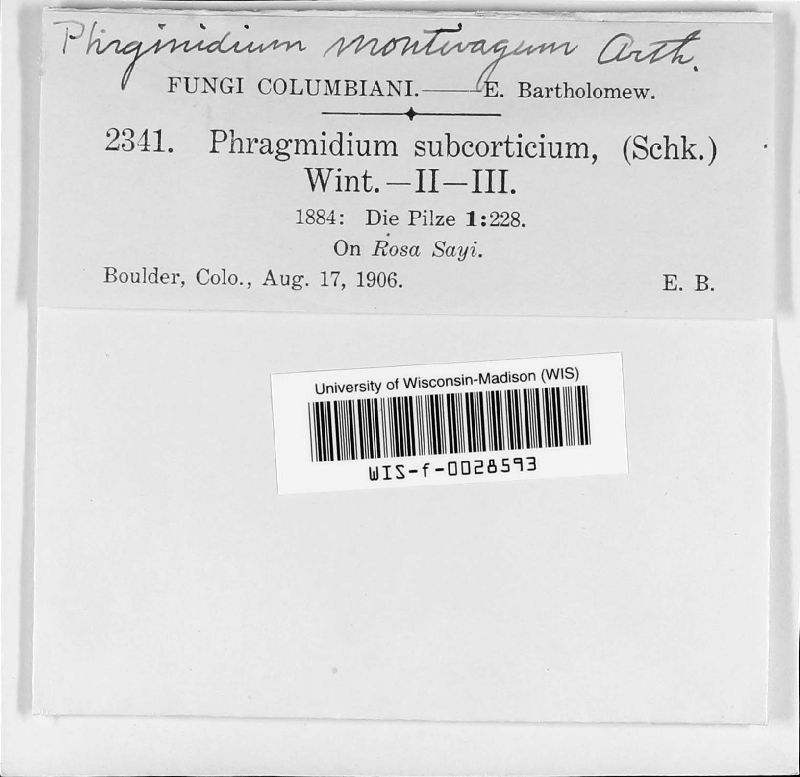 Phrgmidium montivagum Arth.
FUNGI COLUMBIANI.——E. Bartholomew.
2341. Phragmidium subcorticium, (Schk.)
Wint.—II—III.
1884: Die Pilze 1:228.
On Rosa Sayi.
Boulder, Colo., Aug. 17, 1906. E. B.
University of Wisconsin-Madison (WIS)
WIS-f-0028593